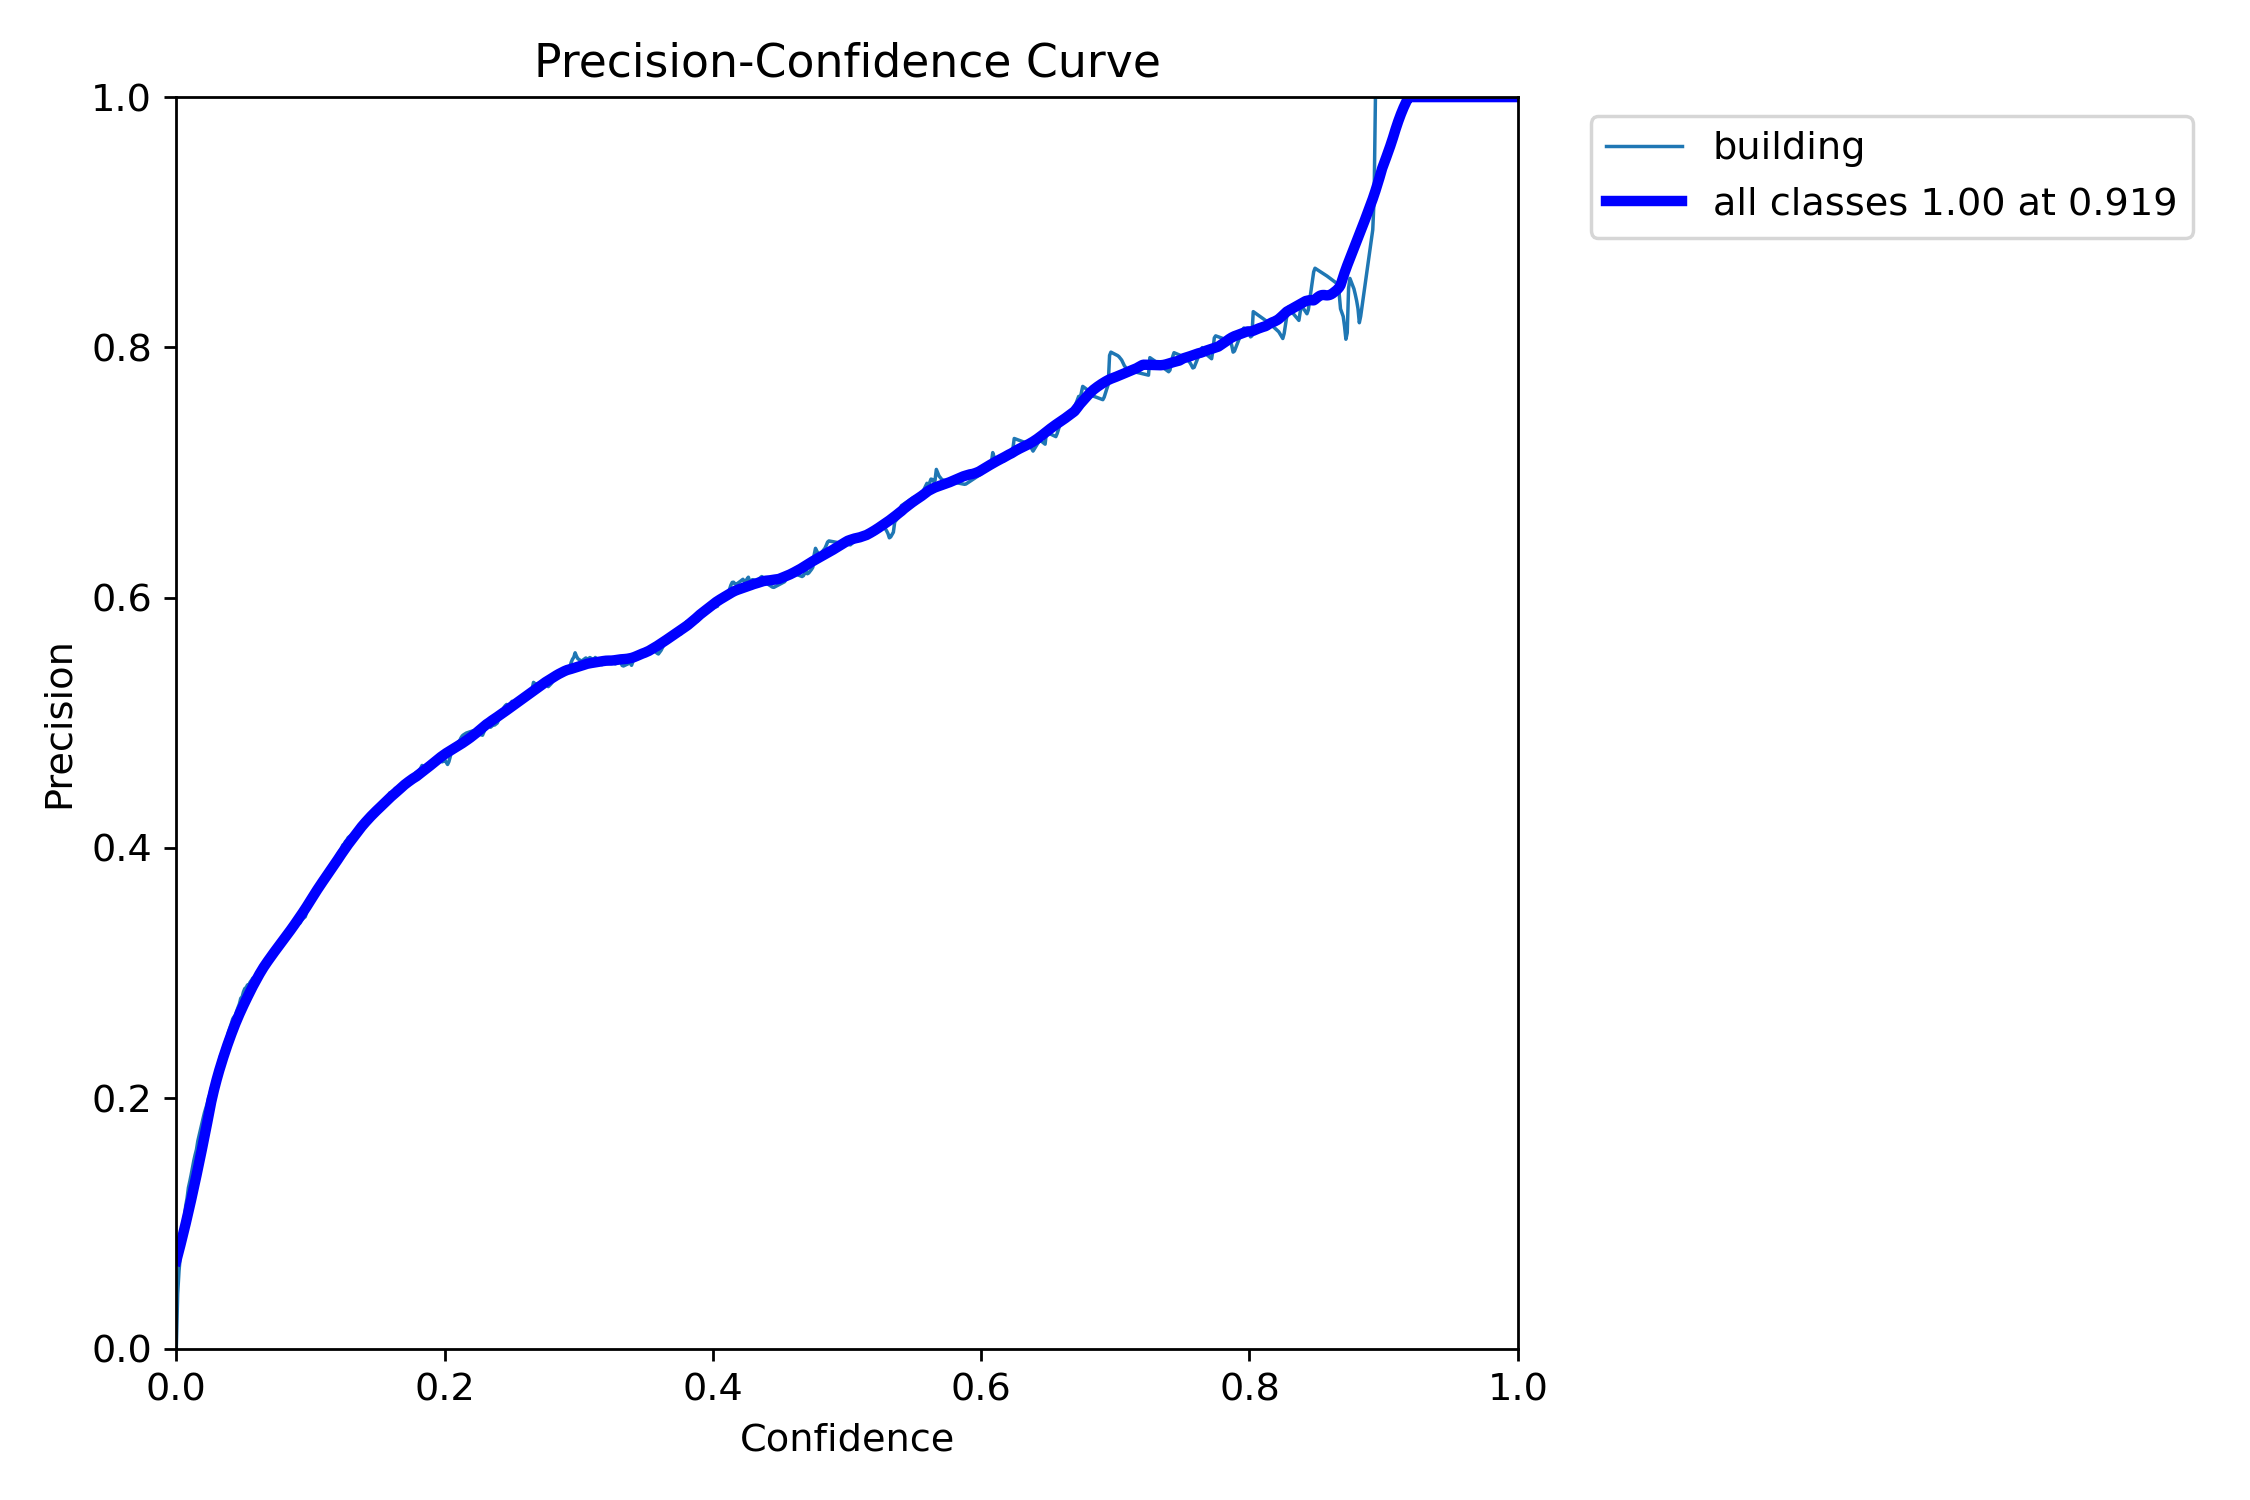 Precision-Confidence Curve
1.0
0.8
0.6
0.4
0.2
0.0
Precision
0.0 0.2 0.4 0.6 0.8 1.0
Confidence
building
all classes 1.00 at 0.919